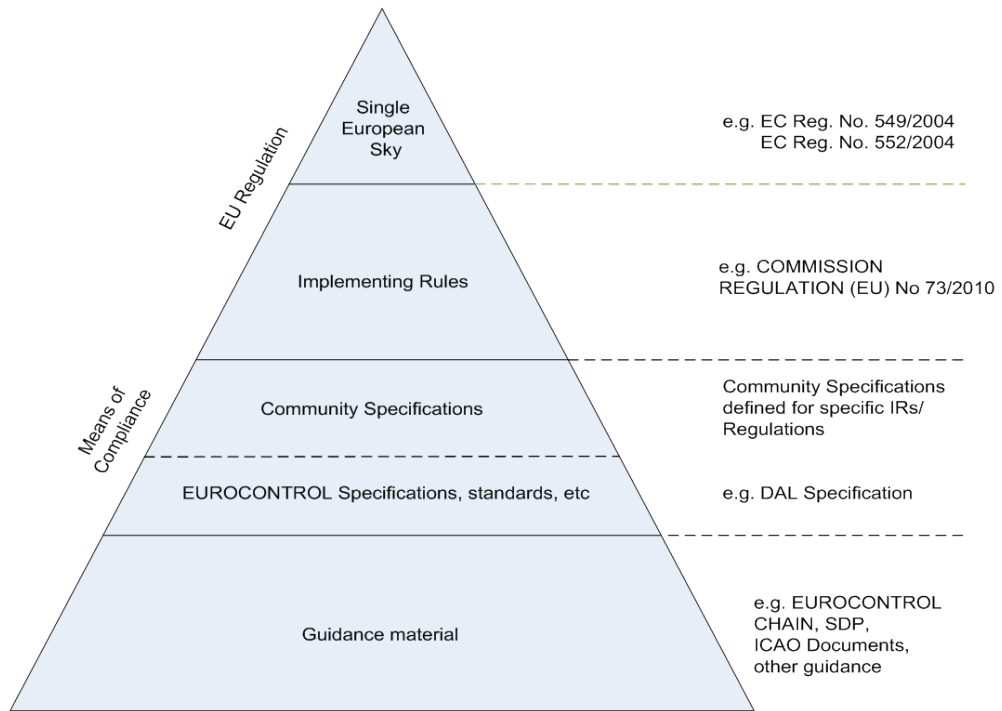 Single
European
Sky
e.g. EC Reg. No. 549/2004
EC Reg. No. 552/2004
EU Regulation
Implementing Rules
e.g. COMMISSION
REGULATION (EU) No 73/2010
Means of
Compliance
Community Specifications
Community Specifications
defined for specific IRs/
Regulations
EUROCONTROL Specifications, standards, etc
e.g. DAL Specification
Guidance material
e.g. EUROCONTROL
CHAIN, SDP,
ICAO Documents,
other guidance